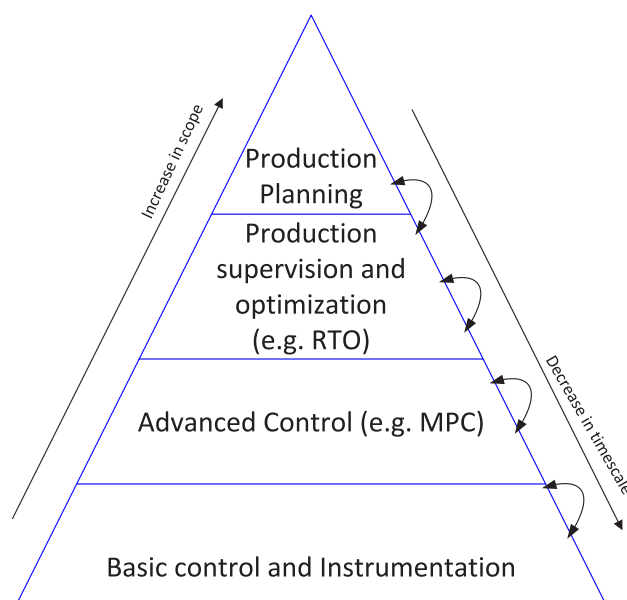 Increase in scope
Production
Planning
Production
supervision and
optimization
(e.g. RTO)
Decrease in timescale
Advanced Control (e.g. MPC)
Basic control and Instrumentation